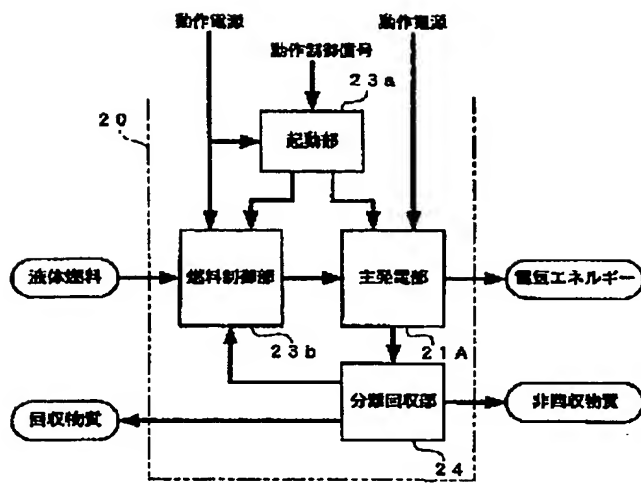 動作電源
動作電源
動作制御信号
23a
20
起動部
液体燃料
燃料制御部
主発電部
電気エネルギー
23b
21A
回収物質
分離回収部
非回収物質
24